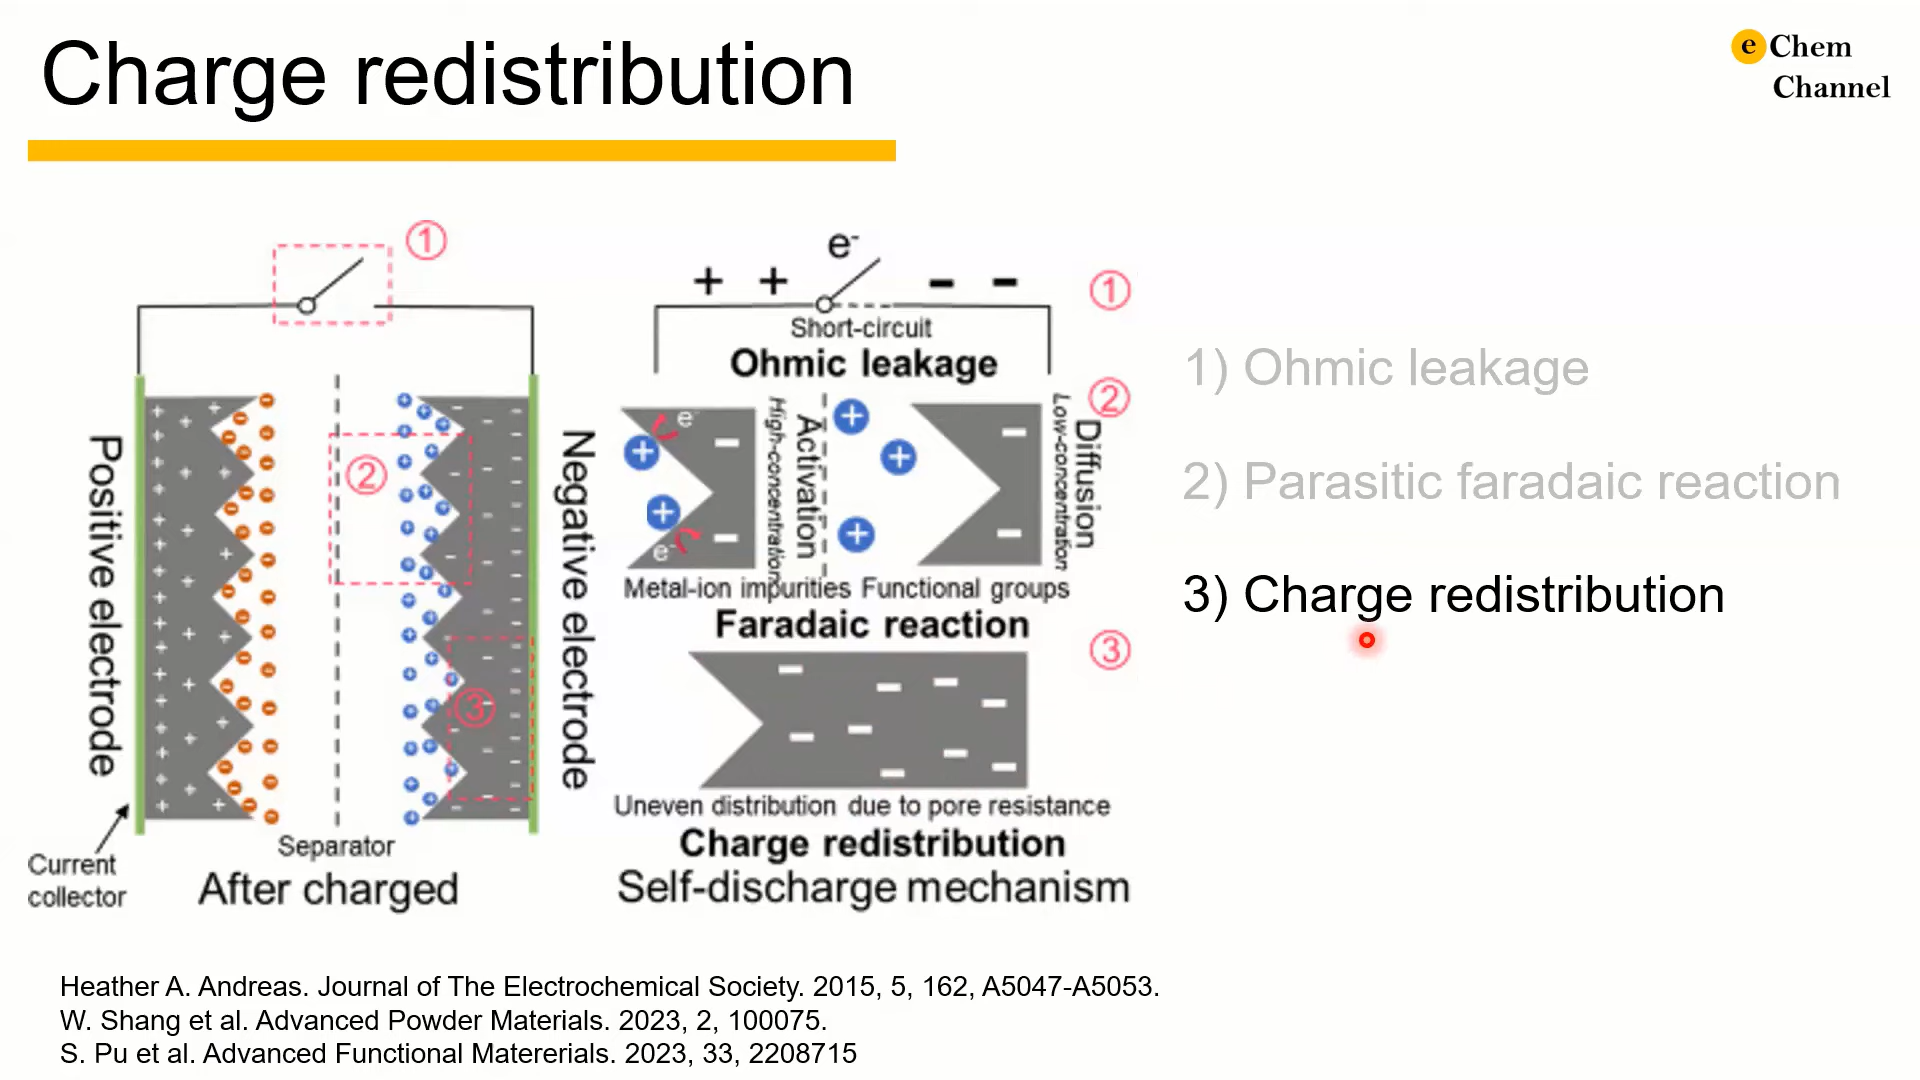 Charge redistribution
e Chem
Channel
①
Positive electrode
②
③
Negative electrode
Current
collector
Separator
After charged
e⁻
+ + − −
①
Short-circuit
Ohmic leakage
②
e⁻
e⁻
High-concentration
Activation
Low-concentration
Diffusion
Metal-ion impurities Functional groups
Faradaic reaction
③
Uneven distribution due to pore resistance
Charge redistribution
Self-discharge mechanism
1) Ohmic leakage
2) Parasitic faradaic reaction
3) Charge redistribution
Heather A. Andreas. Journal of The Electrochemical Society. 2015, 5, 162, A5047-A5053.
W. Shang et al. Advanced Powder Materials. 2023, 2, 100075.
S. Pu et al. Advanced Functional Matererials. 2023, 33, 2208715